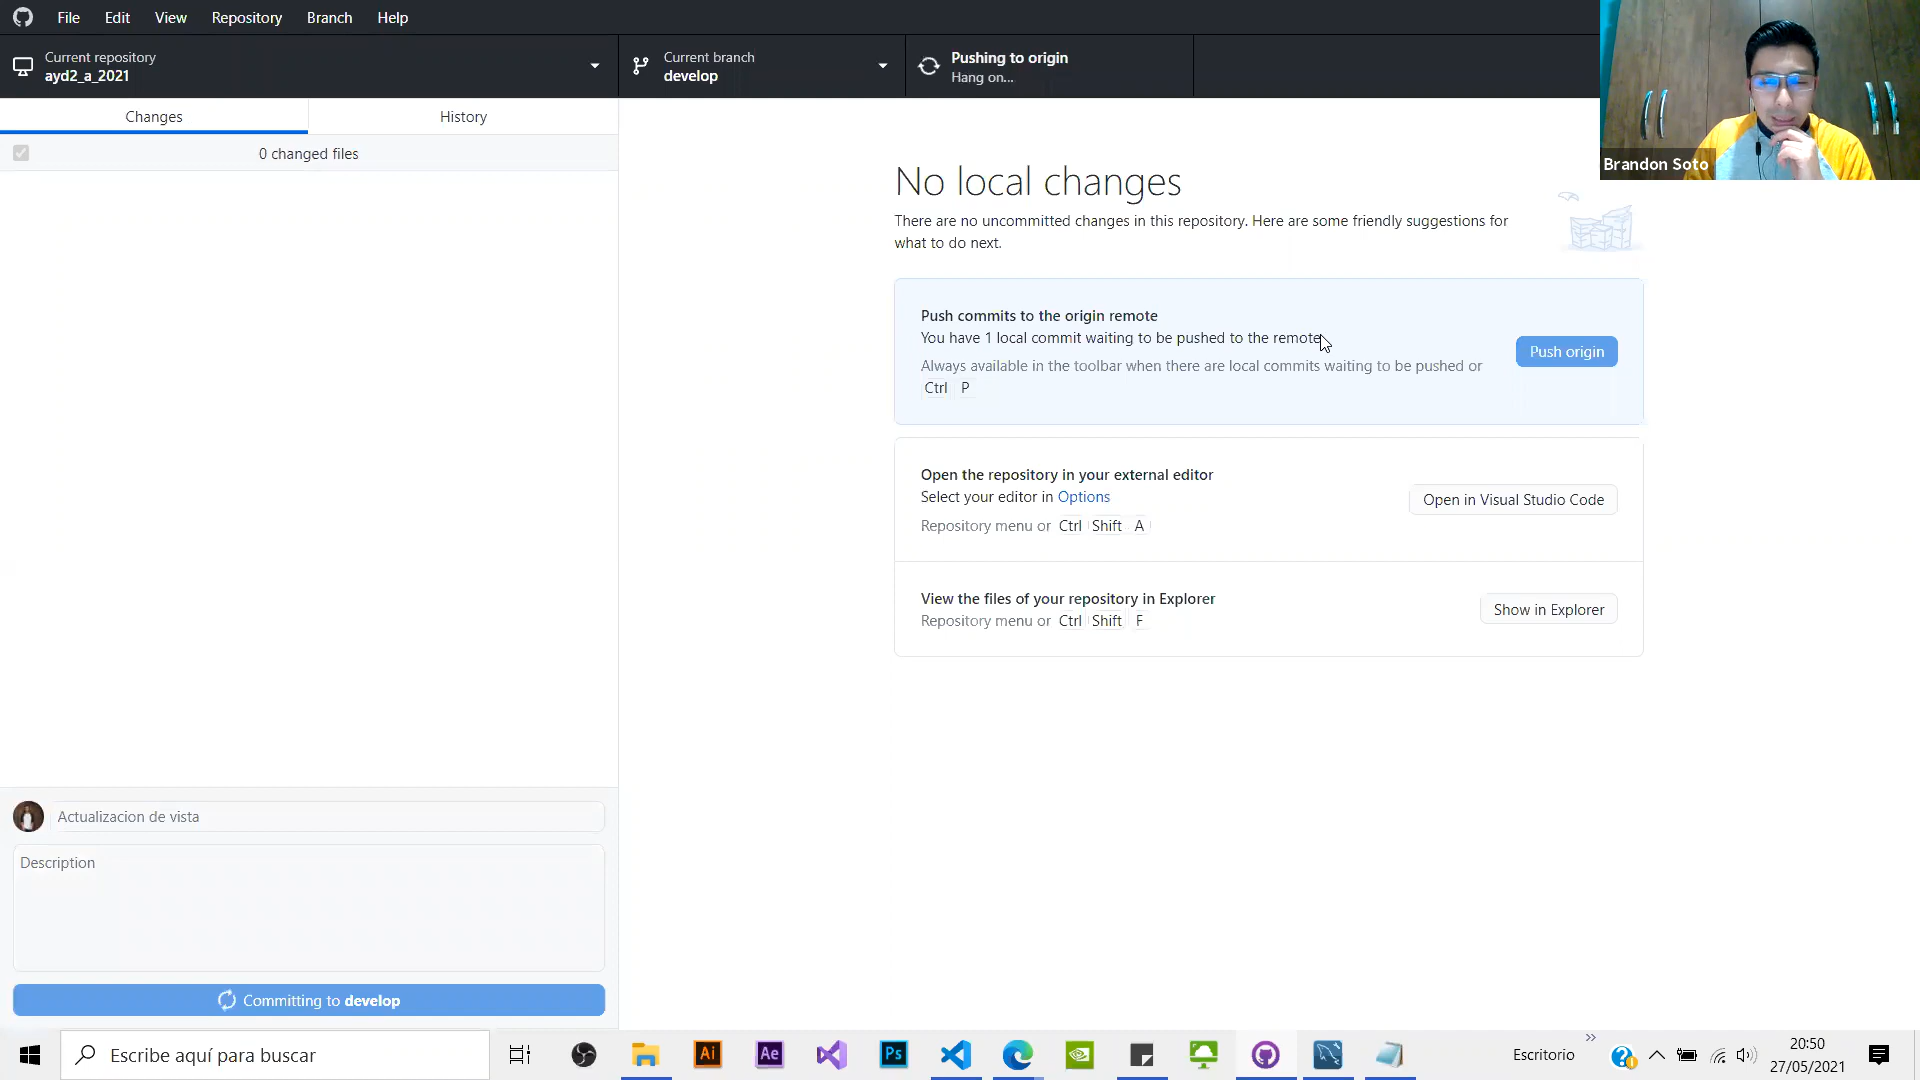 File Edit View Repository Branch Help
Current repository
ayd2_a_2021
Current branch
develop
Pushing to origin
Hang on...
Brandon Soto
Changes
History
0 changed files
No local changes
There are no uncommitted changes in this repository. Here are some friendly suggestions for
what to do next.
Push commits to the origin remote
You have 1 local commit waiting to be pushed to the remote
Always available in the toolbar when there are local commits waiting to be pushed or
Ctrl P
Push origin
Open the repository in your external editor
Select your editor in Options
Repository menu or Ctrl Shift A
Open in Visual Studio Code
View the files of your repository in Explorer
Repository menu or Ctrl Shift F
Show in Explorer
Actualizacion de vista
Description
Committing to develop
Escribe aquí para buscar
Ai
Ae
Ps
Escritorio
20:50
27/05/2021